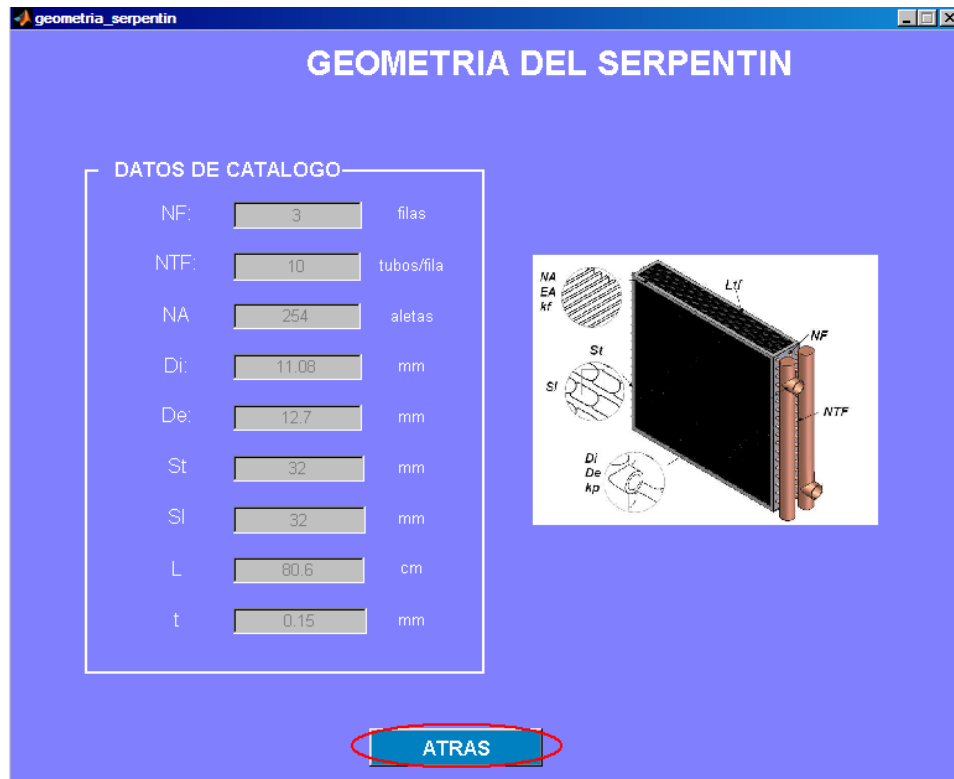 geometria_serpentin
GEOMETRIA DEL SERPENTIN
DATOS DE CATALOGO
NF: 3 filas
NTF: 10 tubos/fila
NA 254 aletas
Di: 11.08 mm
De: 12.7 mm
St 32 mm
Sl 32 mm
L 80.6 cm
t 0.15 mm
NA
EA
kf
Ltf
NF
St
Sl
NTF
Di
De
kp
ATRAS